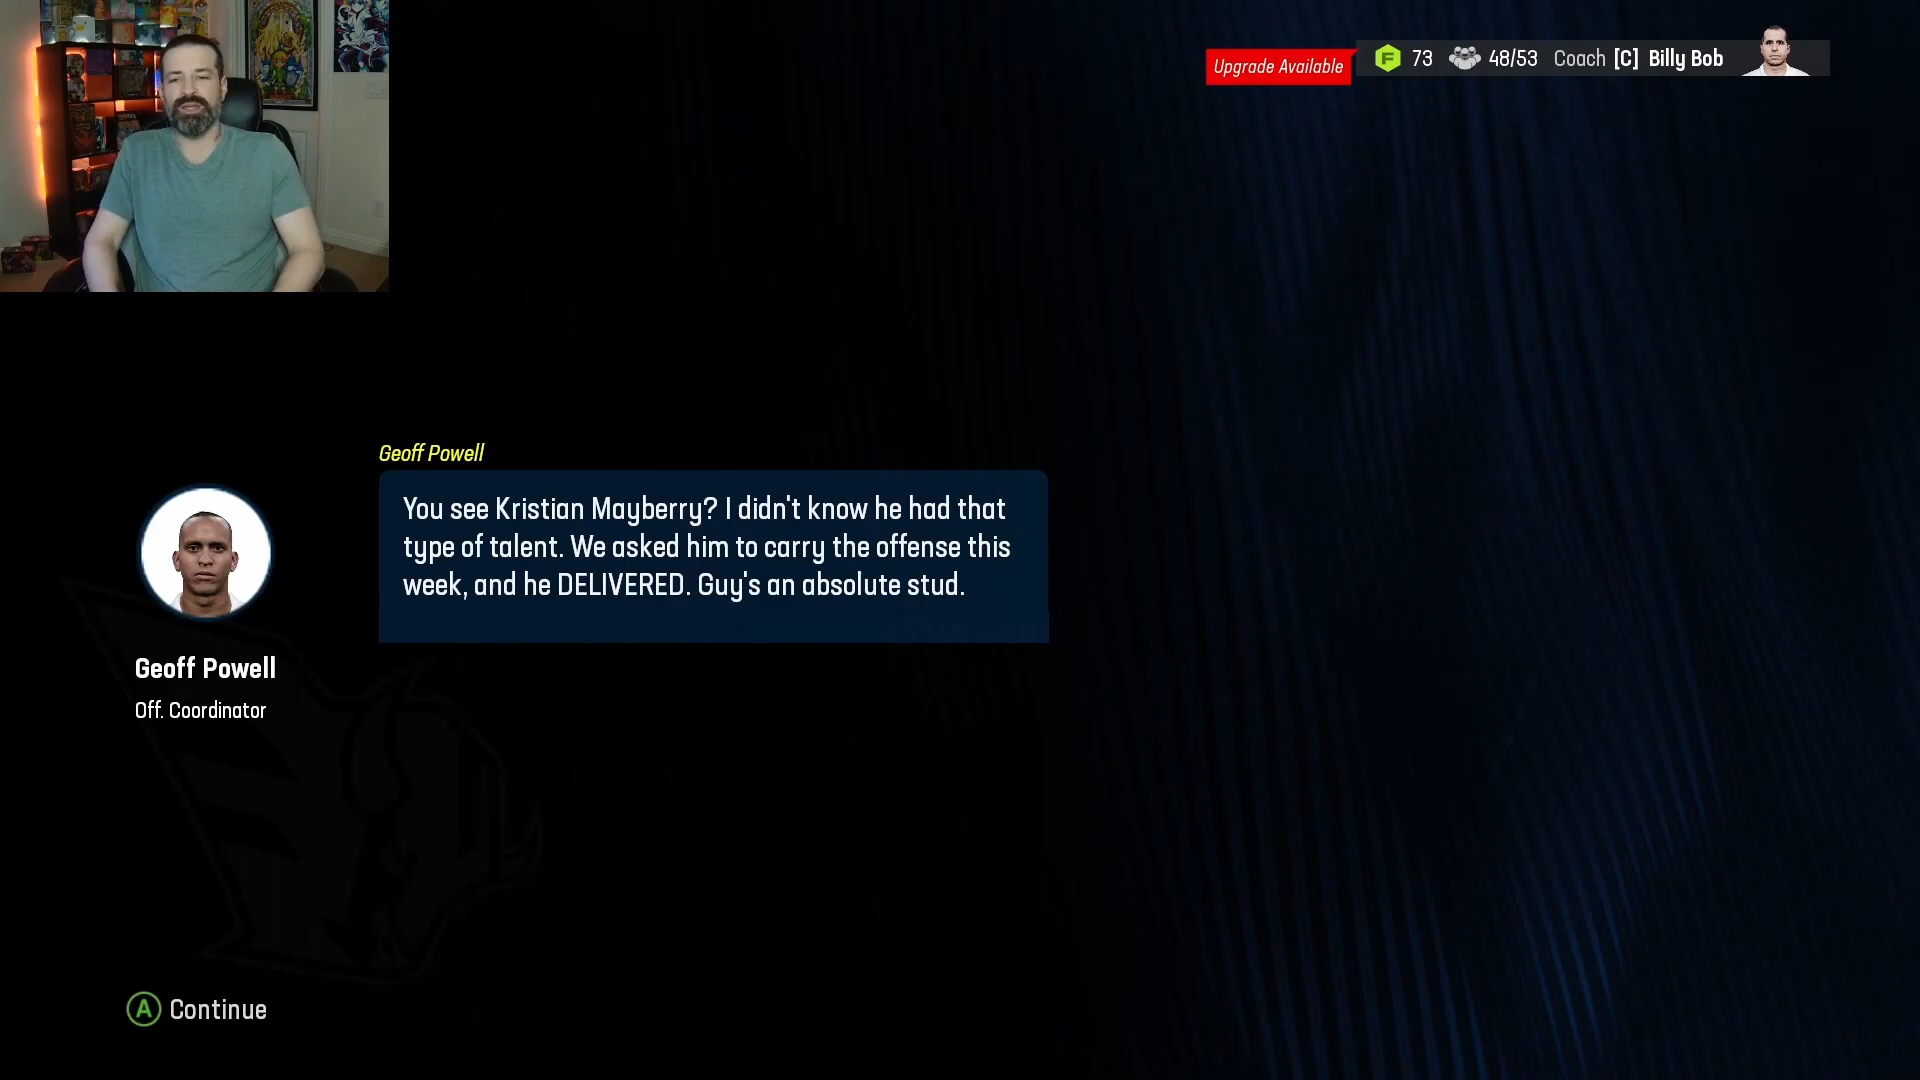 Upgrade Available
73
48/53
Coach [C] Billy Bob
Geoff Powell
You see Kristian Mayberry? I didn't know he had that
type of talent. We asked him to carry the offense this
week, and he DELIVERED. Guy's an absolute stud.
Geoff Powell
Off. Coordinator
A Continue